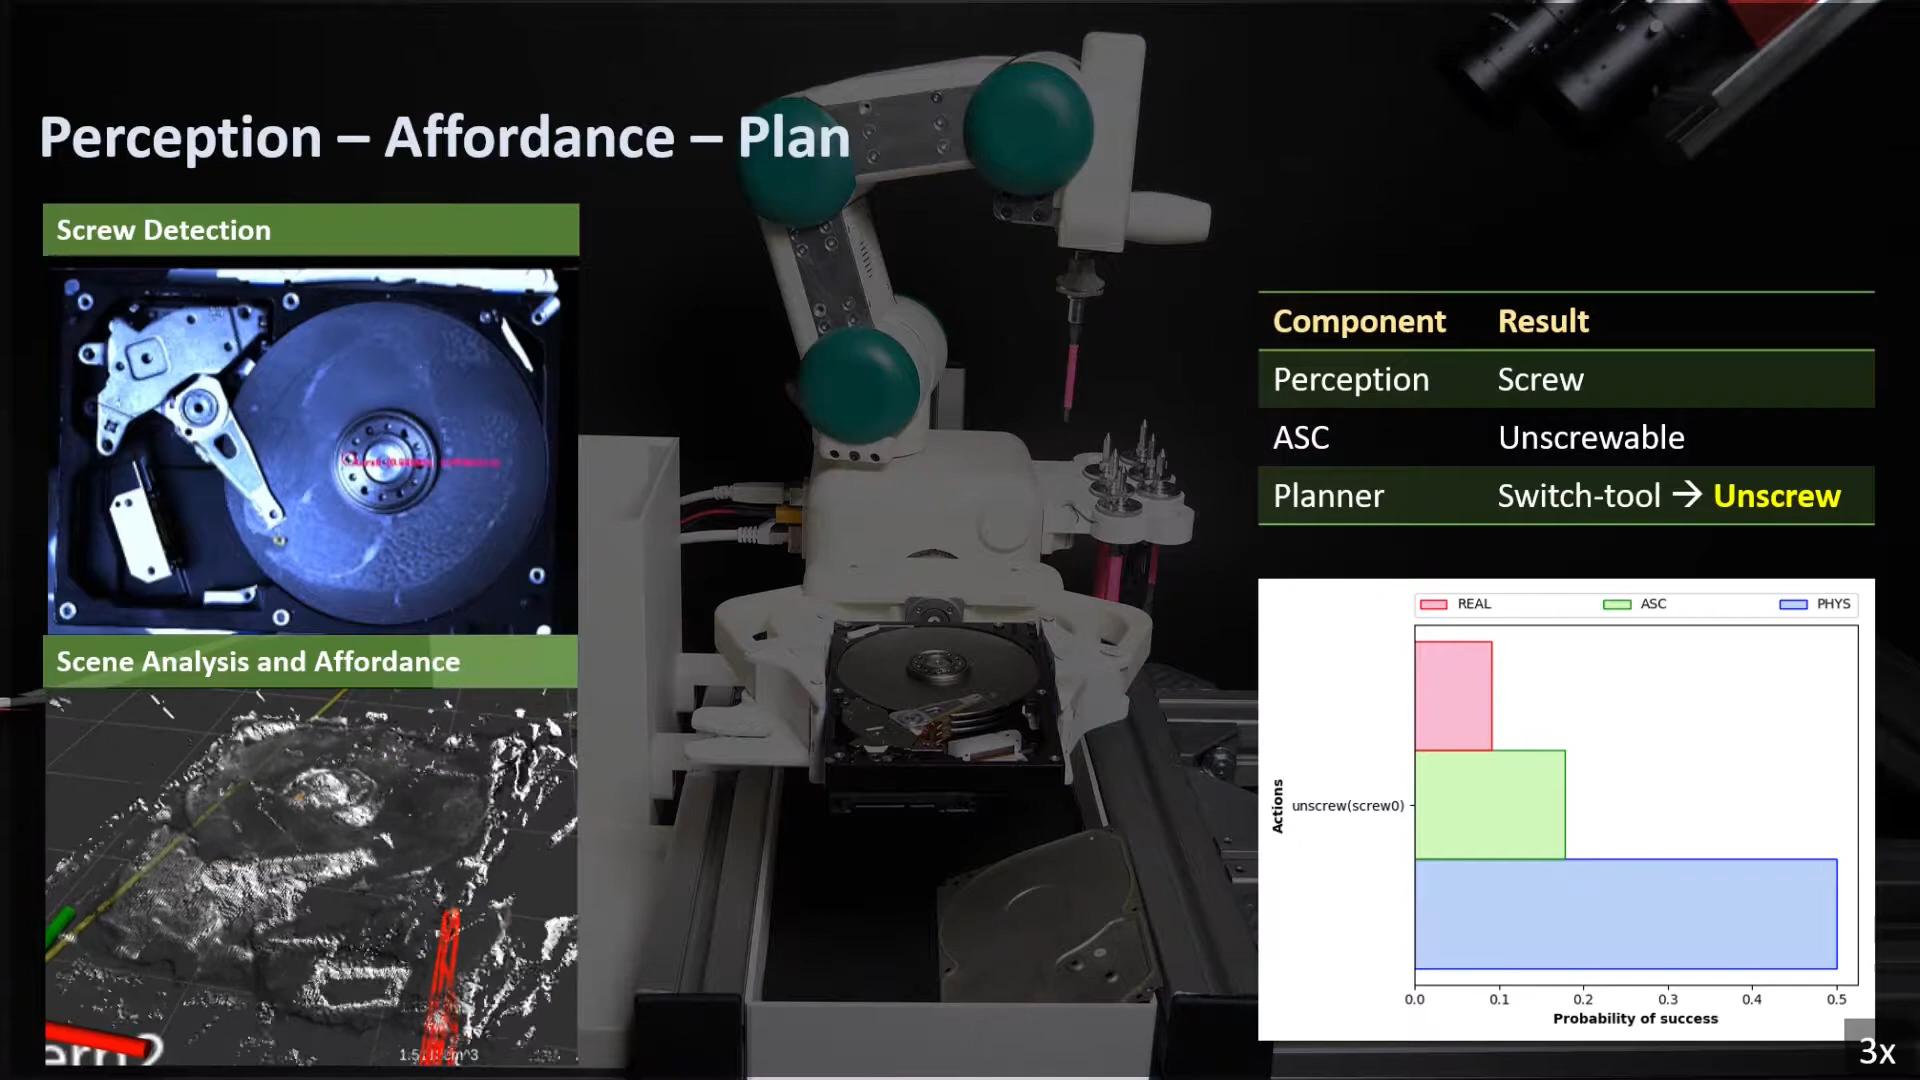 Perception – Affordance – Plan
Screw Detection
Scene Analysis and Affordance
Component Result
Perception Screw
ASC Unscrewable
Planner Switch-tool → Unscrew
REAL ASC PHYS
Actions
unscrew(screw0)
0.0 0.1 0.2 0.3 0.4 0.5
Probability of success
3x